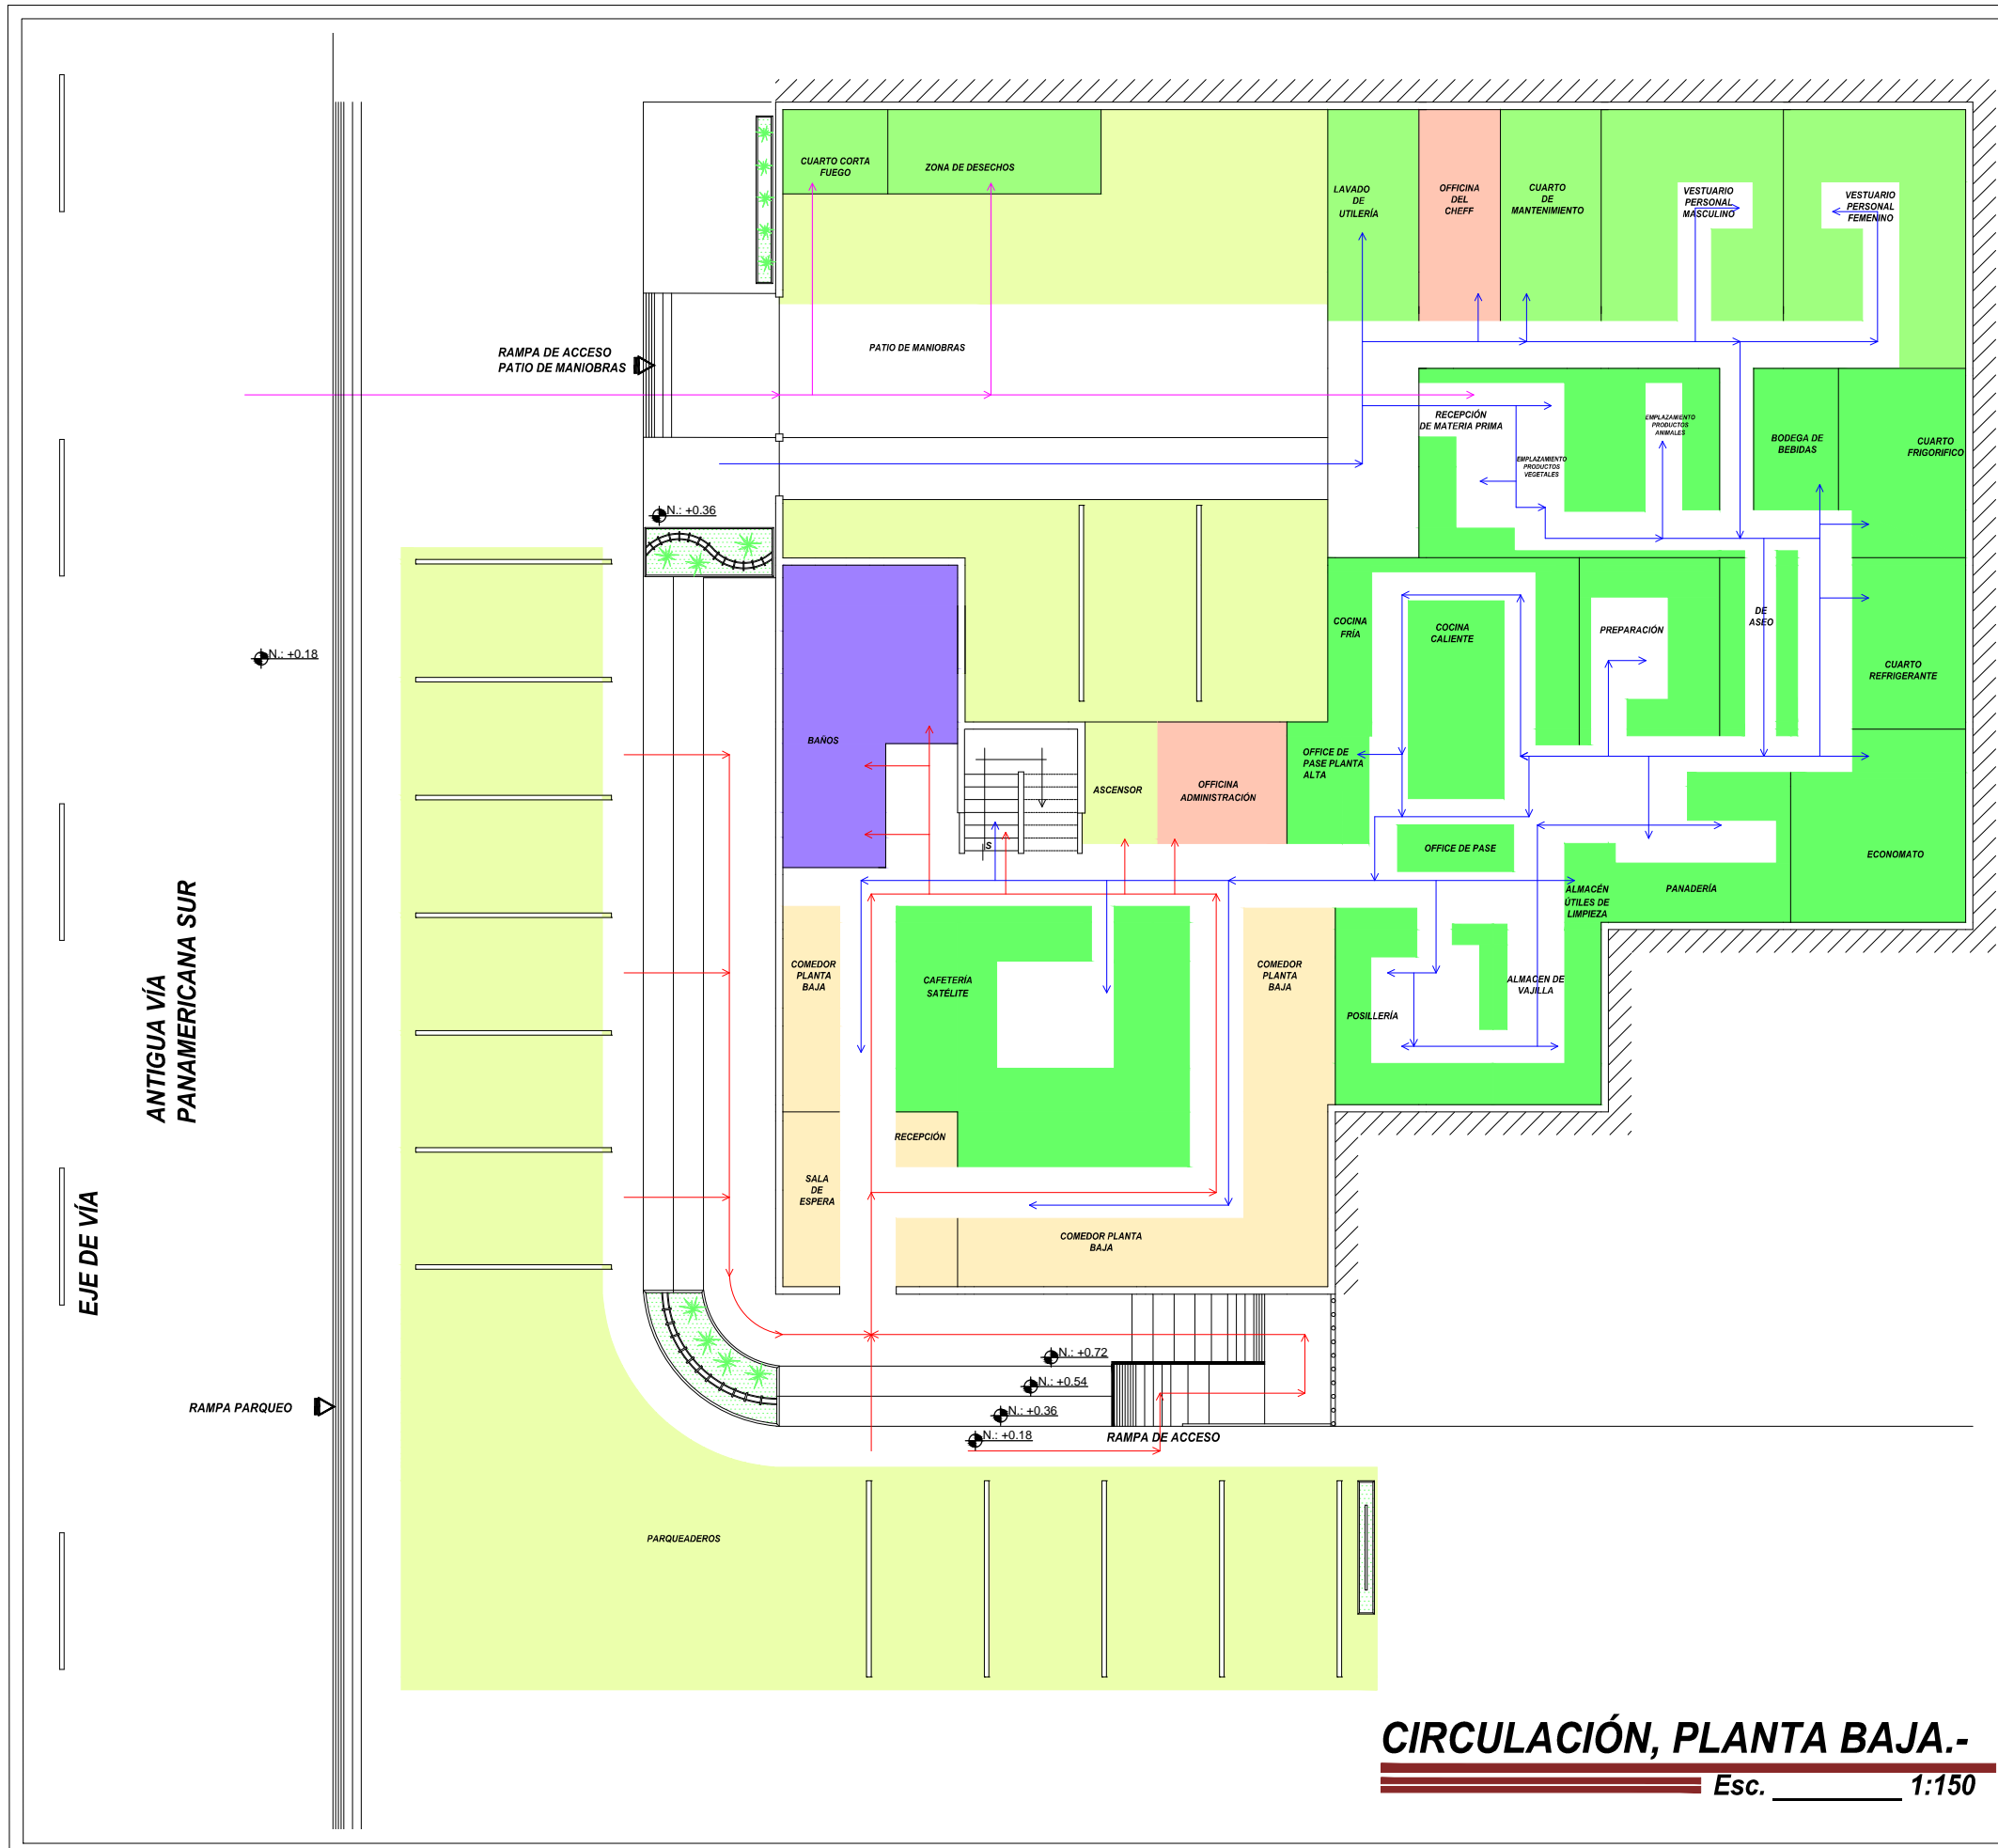 CUARTO CORTA
FUEGO
ZONA DE DESECHOS
LAVADO
DE
UTILERÍA
OFFICINA
DEL
CHEFF
CUARTO
DE
MANTENIMIENTO
VESTUARIO
PERSONAL
MASCULINO
VESTUARIO
PERSONAL
FEMENINO
RAMPA DE ACCESO
PATIO DE MANIOBRAS
PATIO DE MANIOBRAS
RECEPCIÓN
DE MATERIA PRIMA
EMPLAZAMIENTO
PRODUCTOS
ANIMALES
EMPLAZAMIENTO
PRODUCTOS
VEGETALES
BODEGA DE
BEBIDAS
CUARTO
FRIGORIFICO
N.: +0.36
N.: +0.18
COCINA
FRÍA
COCINA
CALIENTE
PREPARACIÓN
DE
ASEO
CUARTO
REFRIGERANTE
BAÑOS
ASCENSOR
OFFICINA
ADMINISTRACIÓN
OFFICE DE
PASE PLANTA
ALTA
S
OFFICE DE PASE
ECONOMATO
ALMACÉN
ÚTILES DE
LIMPIEZA
PANADERÍA
COMEDOR
PLANTA
BAJA
CAFETERÍA
SATÉLITE
COMEDOR
PLANTA
BAJA
ALMACEN DE
VAJILLA
POSILLERÍA
ANTIGUA VÍA
PANAMERICANA SUR
RECEPCIÓN
SALA
DE
ESPERA
COMEDOR PLANTA
BAJA
EJE DE VÍA
N.: +0.72
N.: +0.54
N.: +0.36
N.: +0.18
RAMPA DE ACCESO
RAMPA PARQUEO
PARQUEADEROS
CIRCULACIÓN, PLANTA BAJA.-
Esc. 1:150